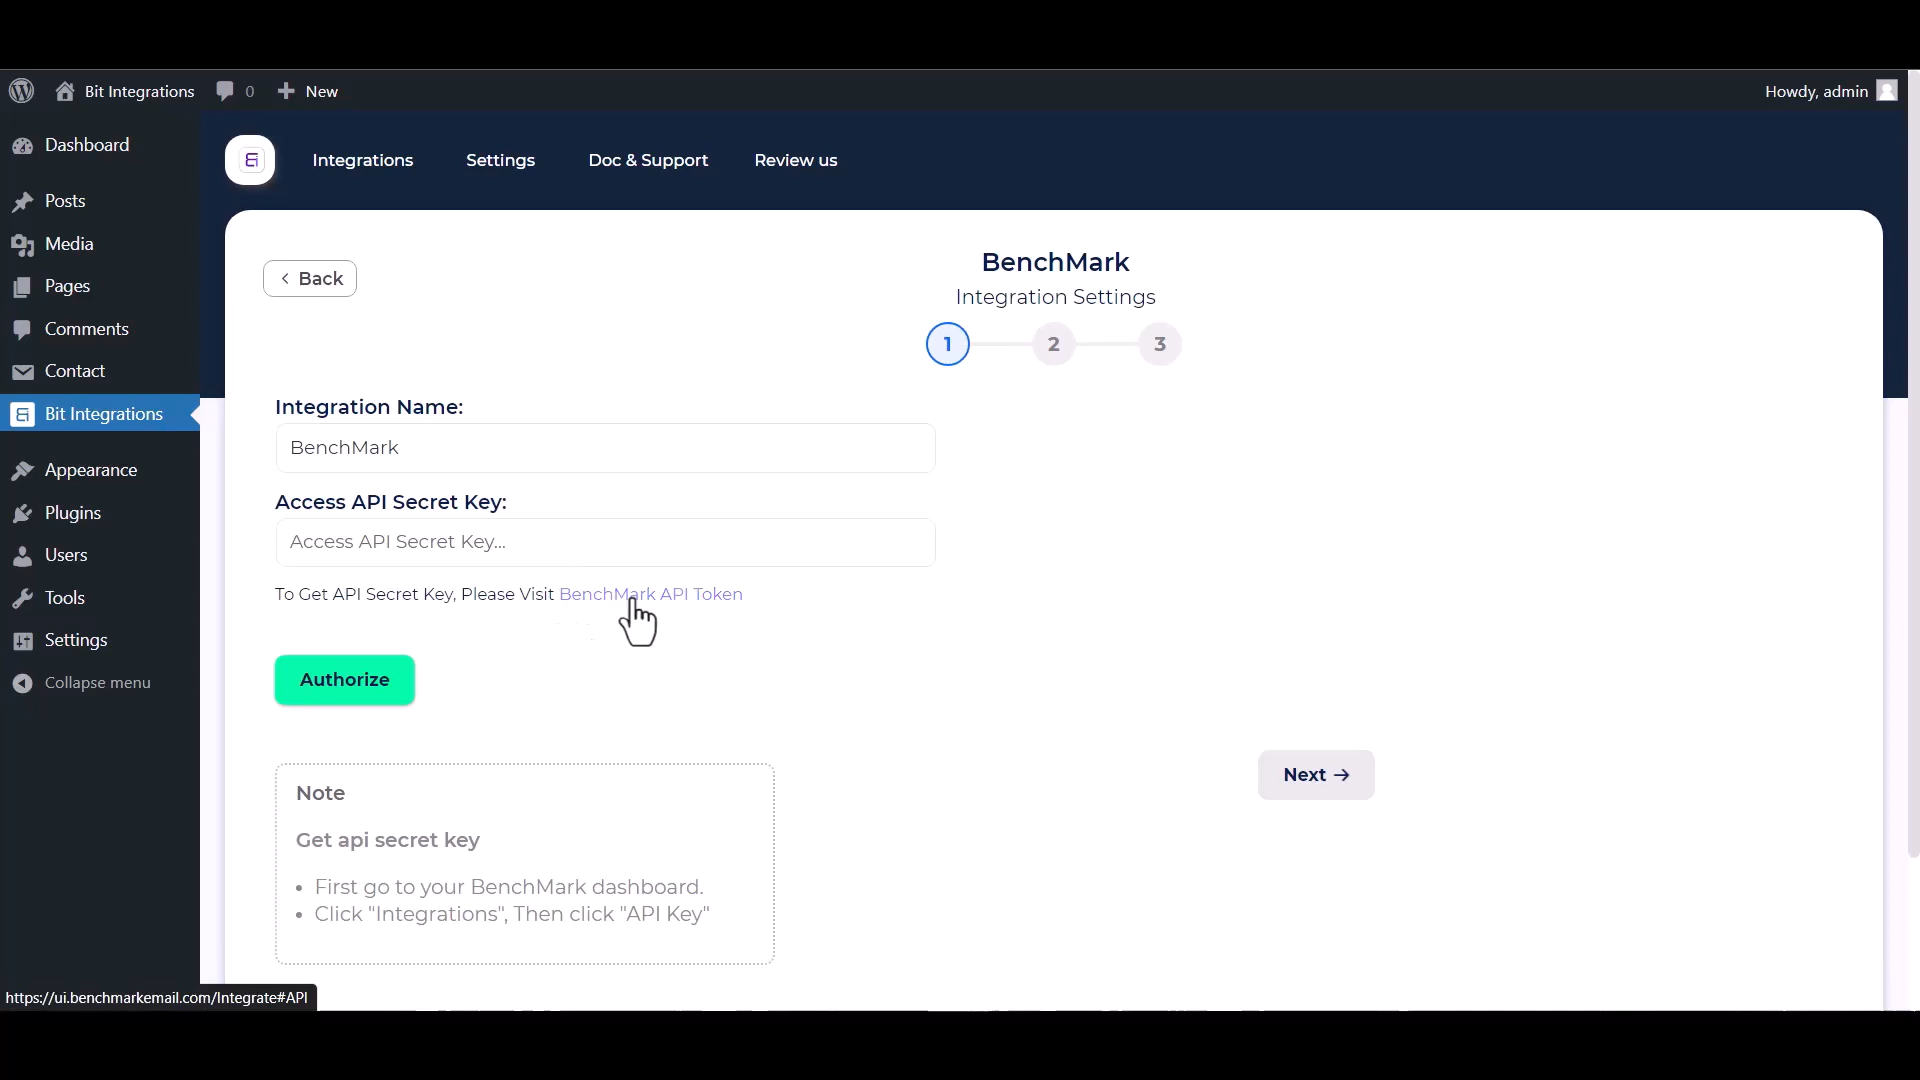 Bit Integrations
0
New
Howdy, admin
Dashboard
Posts
Media
Pages
Comments
Contact
Bit Integrations
Appearance
Plugins
Users
Tools
Settings
Collapse menu
Integrations
Settings
Doc & Support
Review us
Back
BenchMark
Integration Settings
1
2
3
Integration Name:
BenchMark
Access API Secret Key:
Access API Secret Key...
To Get API Secret Key, Please Visit BenchMark API Token
Authorize
Next →
Note
Get api secret key
• First go to your BenchMark dashboard.
• Click "Integrations", Then click "API Key"
https://ui.benchmarkemail.com/Integrate#API